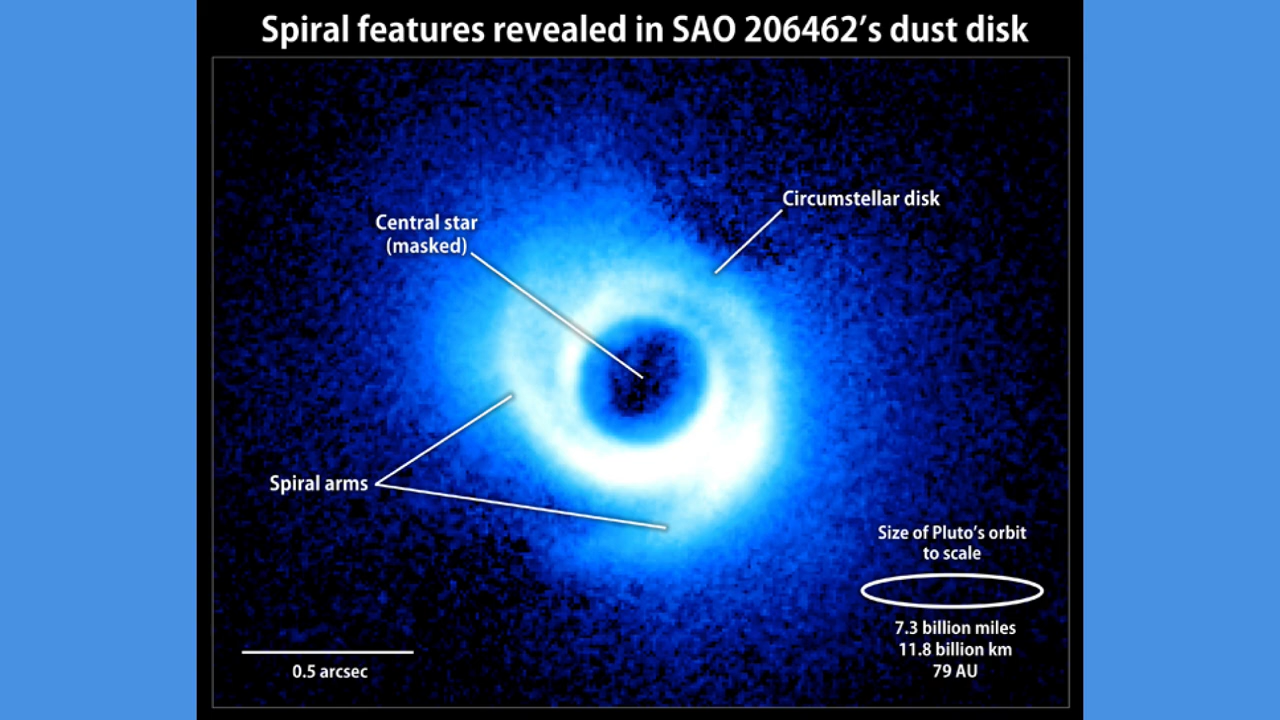 Spiral features revealed in SAO 206462’s dust disk
Circumstellar disk
Central star
(masked)
Spiral arms
Size of Pluto’s orbit
to scale
7.3 billion miles
11.8 billion km
79 AU
0.5 arcsec